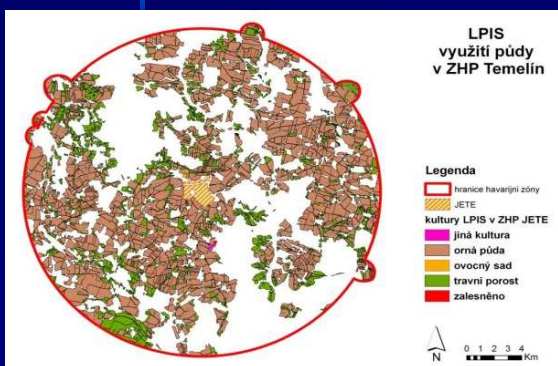 LPIS
využití půdy
v ZHP Temelín
Legenda
hranice havarijní zóny
JETE
kultury LPIS v ZHP JETE
jiná kultura
orná půda
ovocný sad
travní porost
zalesněno
N
0 1 2 3 4
Km